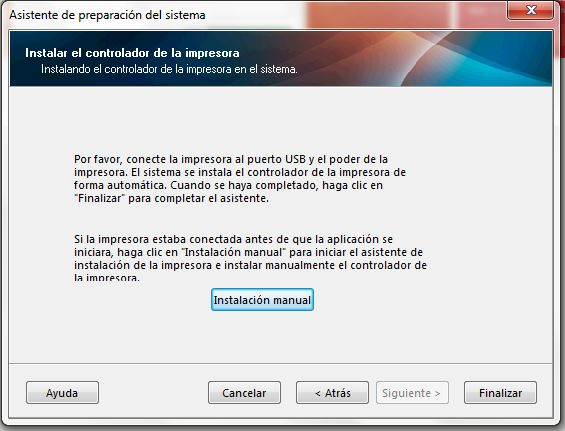 Asistente de preparación del sistema
Instalar el controlador de la impresora
Instalando el controlador de la impresora en el sistema.
Por favor, conecte la impresora al puerto USB y el poder de la
impresora. El sistema se instala el controlador de la impresora de
forma automática. Cuando se haya completado, haga clic en
"Finalizar" para completar el asistente.
Si la impresora estaba conectada antes de que la aplicación se
iniciara, haga clic en "Instalación manual" para iniciar el asistente de
instalación de la impresora e instalar manualmente el controlador de
la impresora.
Instalación manual
Ayuda
Cancelar
< Atrás
Siguiente >
Finalizar